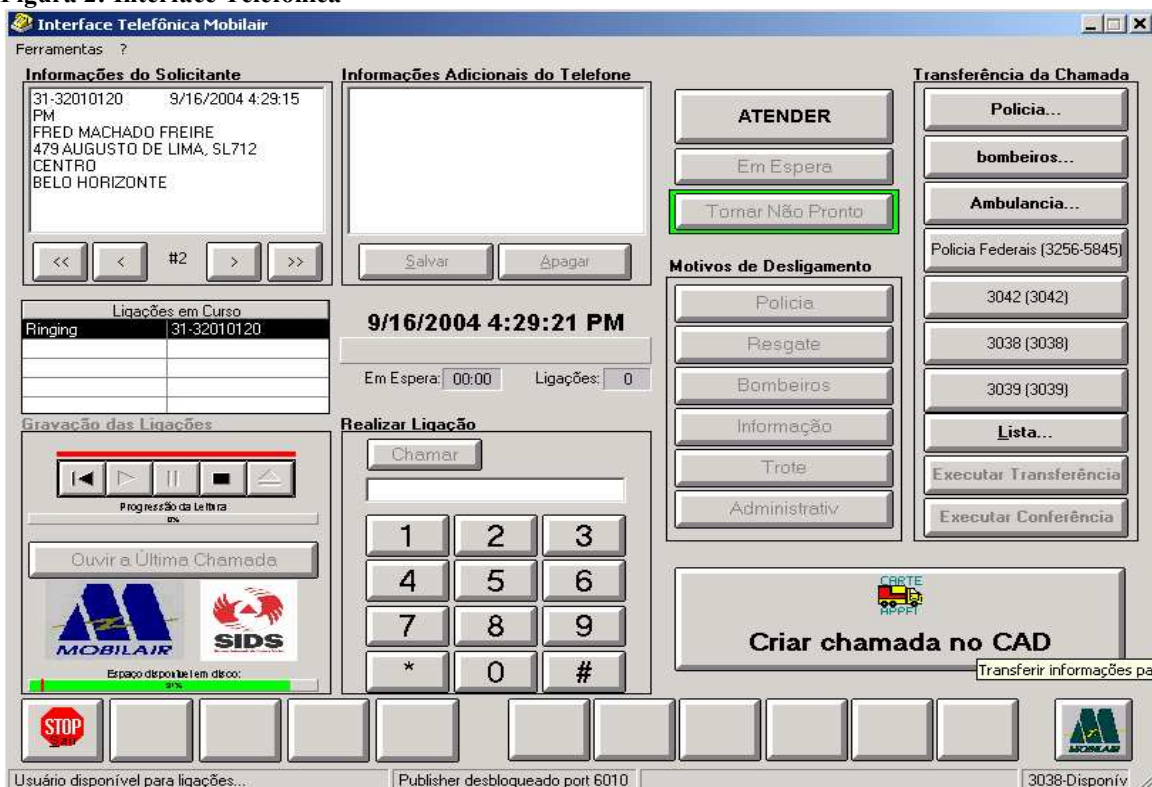 Figura 2: Interface Telefônica
Interface Telefônica Mobilair
Ferramentas ?
Informações do Solicitante
31-32010120 9/16/2004 4:29:15
PM
FRED MACHADO FREIRE
479 AUGUSTO DE LIMA, SL712
CENTRO
BELO HORIZONTE
<< < #2 > >>
Informações Adicionais do Telefone
Salvar Apagar
ATENDER
Em Espera
Tornar Não Pronto
Transferência da Chamada
Policia...
bombeiros...
Ambulancia...
Policia Federais (3256-5845)
3042 (3042)
3038 (3038)
3039 (3039)
Lista...
Executar Transferência
Executar Conferência
Motivos de Desligamento
Policia
Resgate
Bombeiros
Informação
Trote
Administrativ
Ligações em Curso
Ringing 31-32010120
9/16/2004 4:29:21 PM
Em Espera: 00:00 Ligações: 0
Gravação das Ligações
Progressão da Leitura
0%
Ouvir a Última Chamada
MOBILAIR
SIDS
Espaço disponível em disco:
Realizar Ligação
Chamar
1 2 3
4 5 6
7 8 9
* 0 #
CARTE
APPEL
Criar chamada no CAD
Transferir informações pa
STOP
Sair
MOBILAIR
Usuário disponível para ligações...
Publisher desbloqueado port 6010
3038-Disponív